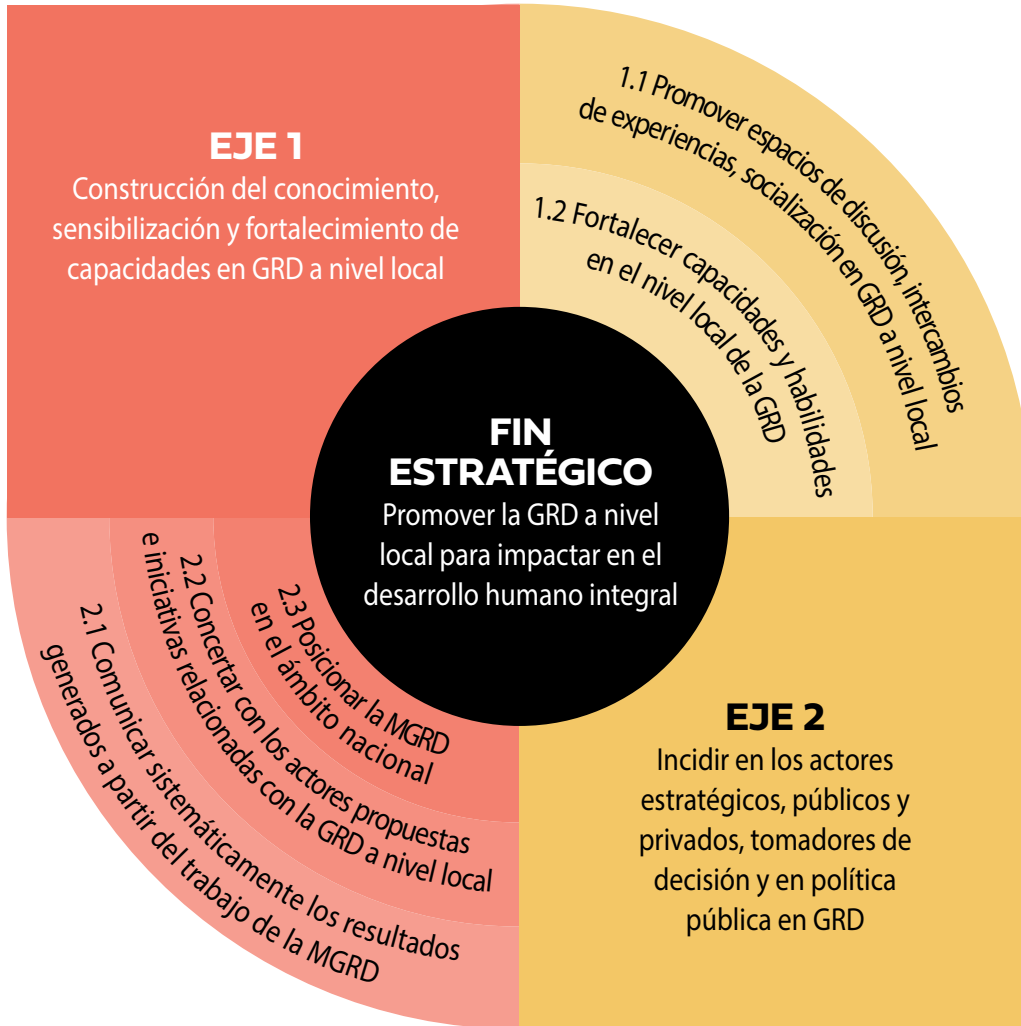 EJE 1
Construcción del conocimiento,
sensibilización y fortalecimiento de
capacidades en GRD a nivel local
1.1 Promover espacios de discusión, intercambios
de experiencias, socialización en GRD a nivel local
1.2 Fortalecer capacidades y habilidades
en el nivel local de la GRD
FIN
ESTRATÉGICO
Promover la GRD a nivel
local para impactar en el
desarrollo humano integral
2.1 Comunicar sistemáticamente los resultados
generados a partir del trabajo de la MGRD
2.2 Concertar con los actores propuestas
e iniciativas relacionadas con la GRD a nivel local
2.3 Posicionar la MGRD
en el ámbito nacional
EJE 2
Incidir en los actores
estratégicos, públicos y
privados, tomadores de
decisión y en política
pública en GRD